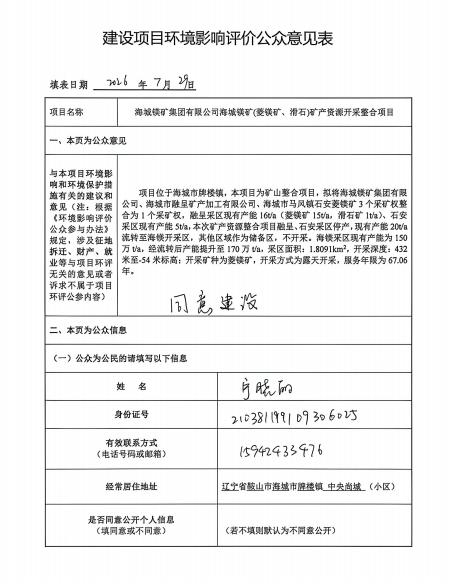 建设项目环境影响评价公众意见表
填表日期 2026 年 7 月 29 日
项目名称
海城镁矿集团有限公司海城镁矿(菱镁矿、滑石)矿产资源开采整合项目
一、本页为公众意见
与本项目环境影
响和环境保护措
施有关的建议和
意见（注：根据
《环境影响评价
公众参与办法》
规定，涉及征地
拆迁、财产、就
业等与项目环评
无关的意见或者
诉求不属于项目
环评公参内容）
项目位于海城市牌楼镇，本项目为矿山整合项目，拟将海城镁矿集团有限公
司、海城市融呈矿产加工有限公司、海城市马风镇石安菱镁矿 3 个采矿权整
合为 1 个采矿权，融呈采区现有产能 16t/a（菱镁矿 15t/a，滑石矿 1t/a)、石安
采区现有产能 5t/a,本次矿产资源整合项目融呈、石安采区停产,现有产能 20t/a
流转至海镁开采区，其他区域作为储备区，不开采。海镁采区现有产能为 150
万 t/a，经流转后产能提升至 170 万 t/a，采区面积：1.8091km²，开采深度：432
米至-54 米标高；开采矿种为菱镁矿，开采方式为露天开采，服务年限为 67.06
年。
同意建设
二、本页为公众信息
（一）公众为公民的请填写以下信息
姓 名
晓丽
身份证号
210381199109306025
有效联系方式
（电话号码或邮箱）
15942433476
经常居住地址
辽宁省鞍山市海城市牌楼镇 中央尚城 （小区）
是否同意公开个人信息
（填同意或不同意）
（若不填则默认为不同意公开）